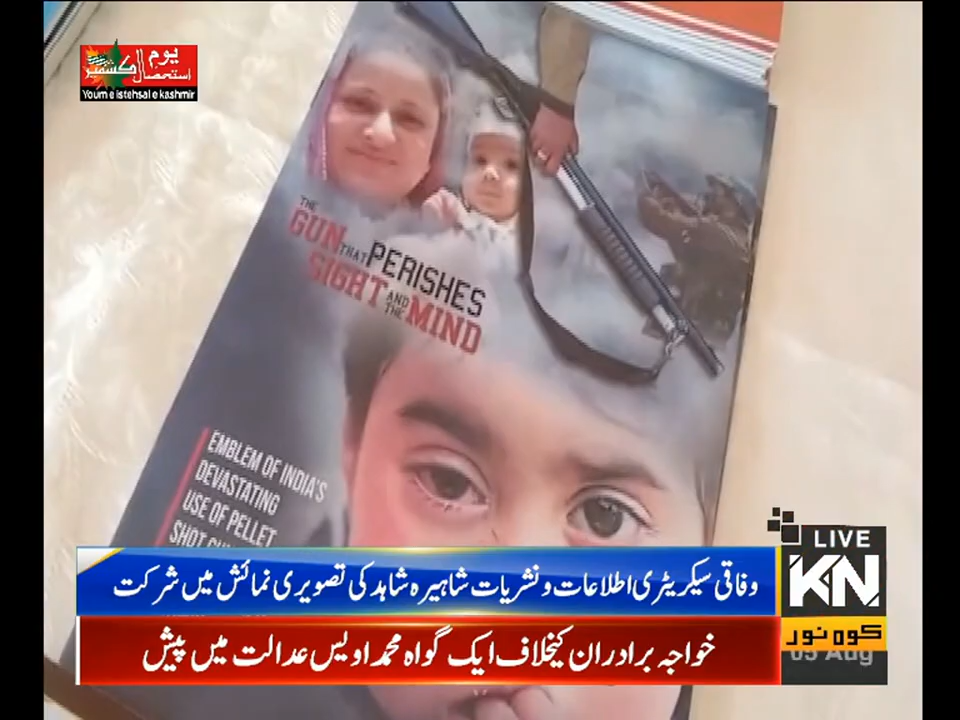 یومِ
استحصالِ کشمیر
Youm e istehsal e kashmir
THE
GUN THAT PERISHES
SIGHT AND THE MIND
EMBLEM OF INDIA'S
DEVASTATING
USE OF PELLET
SHOT
LIVE
KN
کوہ نور
05 Aug
وفاقی سیکریٹری اطلاعات و نشریات شاہیرہ شاہد کی تصویری نمائش میں شرکت
خواجہ برادران کیخلاف ایک گواہ محمد اویس عدالت میں پیش